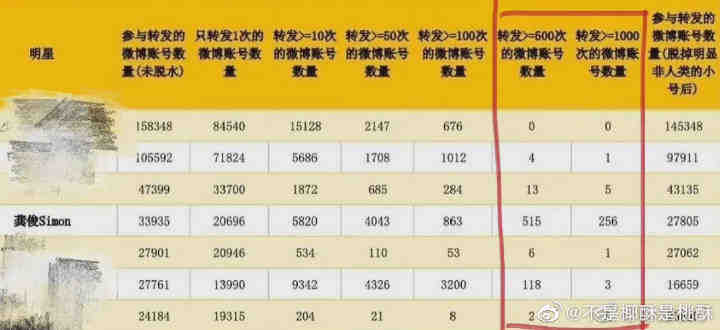 明星 参与转发的微博账号数量(未脱水) 只转发1次的微博账号数量 转发>=10次的微博账号数量 转发>=50次的微博账号数量 转发>=100次的微博账号数量 转发>=600次的微博账号数量 转发>=1000次的微博账号数量 参与转发的微博账号数量(脱掉明显非人类的小号后)
158348 84540 15128 2147 676 0 0 145348
105592 71824 5686 1708 1012 4 1 97911
47399 33700 1872 685 284 13 5 43135
龚俊Simon 33935 20696 5820 4043 863 515 256 27805
27901 20946 534 110 53 6 1 27062
27761 13990 9342 4326 3200 118 3 16659
24184 19315 204 21 8 2
@不是椰酥是桃酥